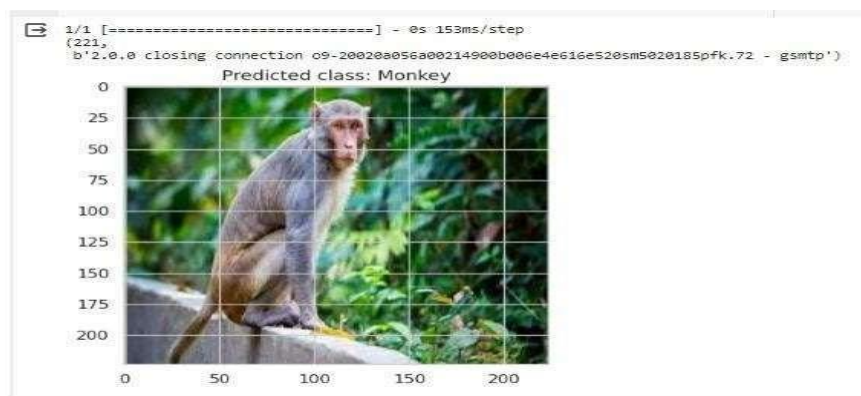 1/1 [==============================] - 0s 153ms/step
(221,
b'2.0.0 closing connection o9-20020a056a00214900b006e4e616e520sm5020185pfk.72 - gsmtp')
Predicted class: Monkey
0
25
50
75
100
125
150
175
200
0 50 100 150 200